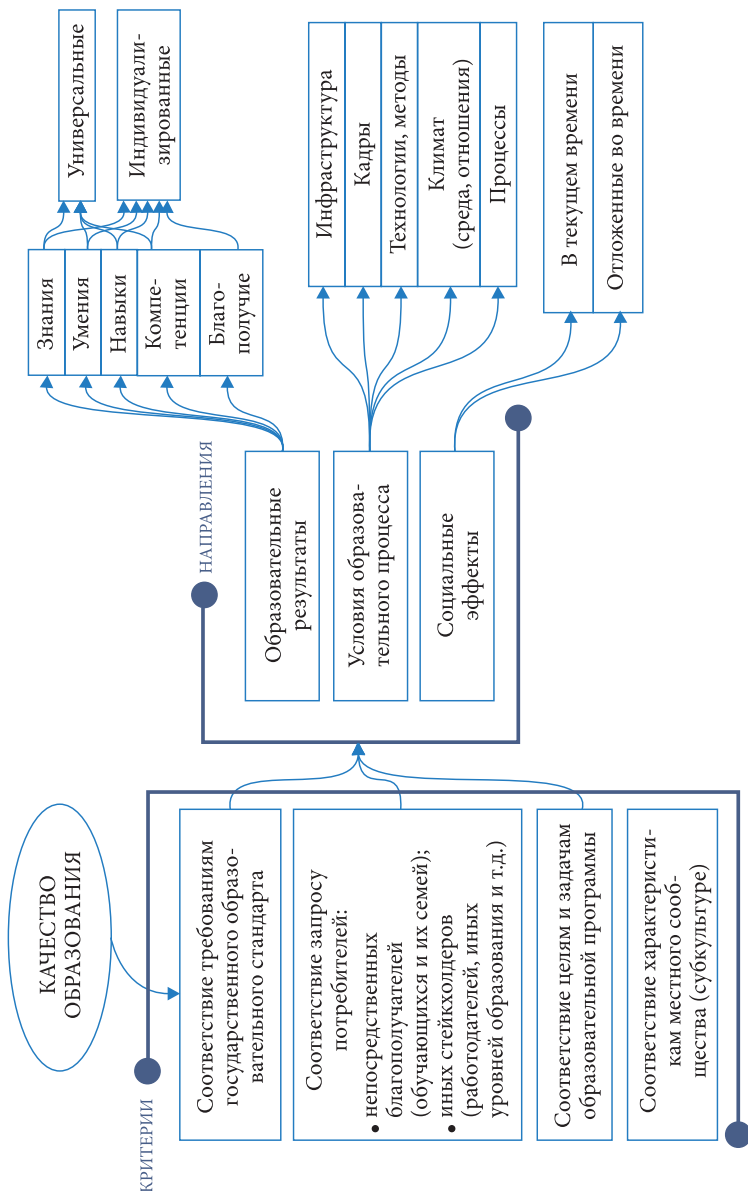 КАЧЕСТВО
ОБРАЗОВАНИЯ
КРИТЕРИИ
Соответствие требованиям
государственного образо-
вательного стандарта
Соответствие запросу
потребителей:
• непосредственных
благополучателей
(обучающихся и их семей);
• иных стейкхолдеров
(работодателей, иных
уровней образования и т.д.)
Соответствие целям и задачам
образовательной программы
Соответствие характеристи-
кам местного сооб-
щества (субкультуре)
НАПРАВЛЕНИЯ
Образовательные
результаты
Условия образова-
тельного процесса
Социальные
эффекты
Знания
Умения
Навыки
Компе-
тенции
Благо-
получие
Универсальные
Индивидуали-
зированные
Инфраструктура
Кадры
Технологии, методы
Климат
(среда, отношения)
Процессы
В текущем времени
Отложенные во времени